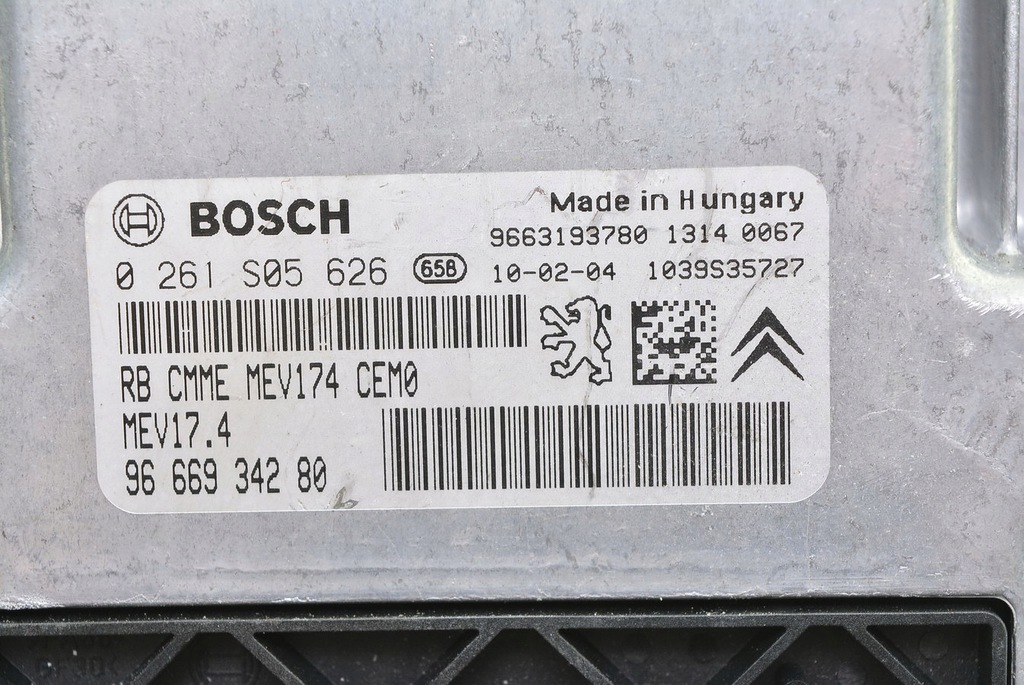 BOSCH
Made in Hungary
9663193780 1314 0067
0 261 S05 626 65B 10-02-04 1039S35727
RB CMME MEV174 CEM0
MEV17.4
96 669 342 80